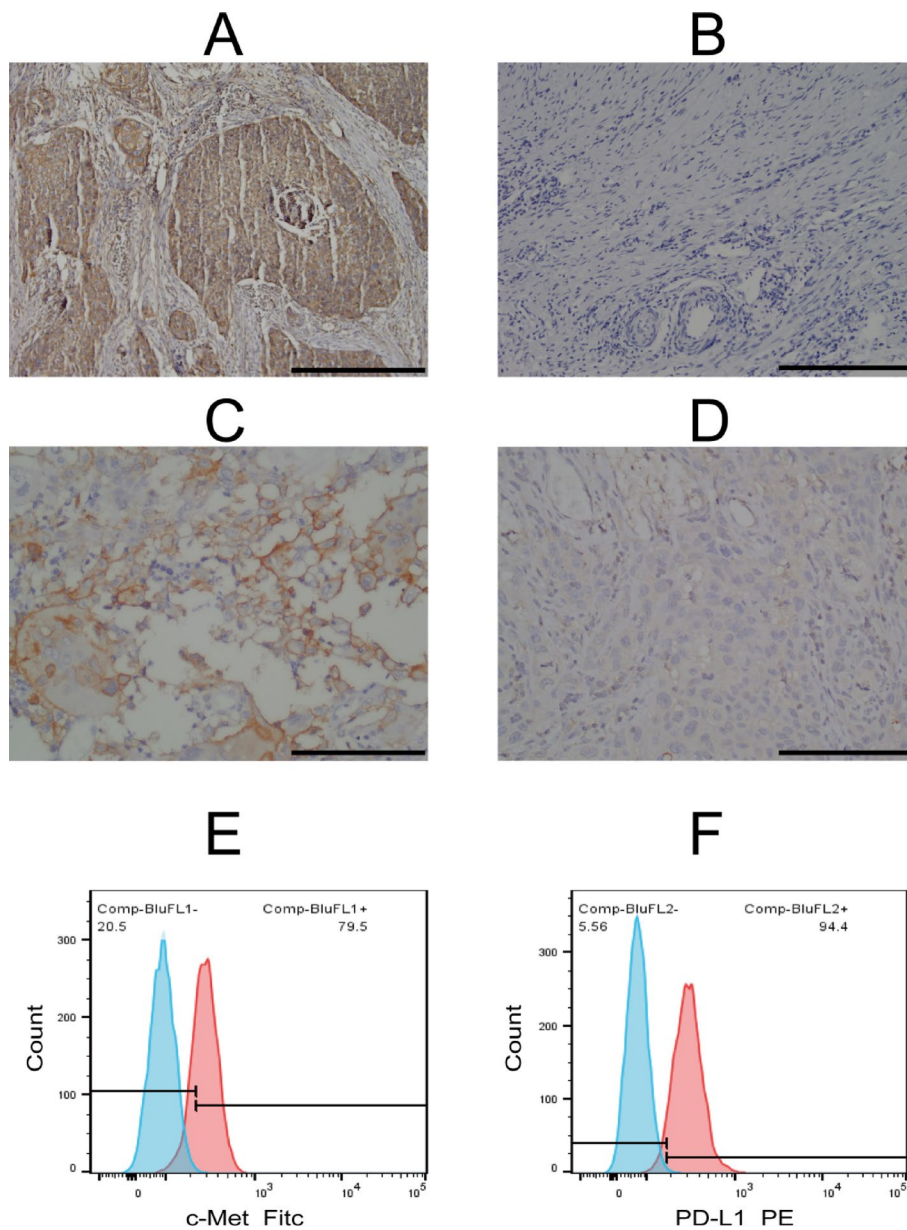 A
B
C
D
E
F
Comp-BluFL1-
20.5
Comp-BluFL1+
79.5
300
200
100
0
Count
0
10³
10⁴
10⁵
c-Met Fitc
Comp-BluFL2-
5.56
Comp-BluFL2+
94.4
300
200
100
0
Count
0
10³
10⁴
10⁵
PD-L1 PE